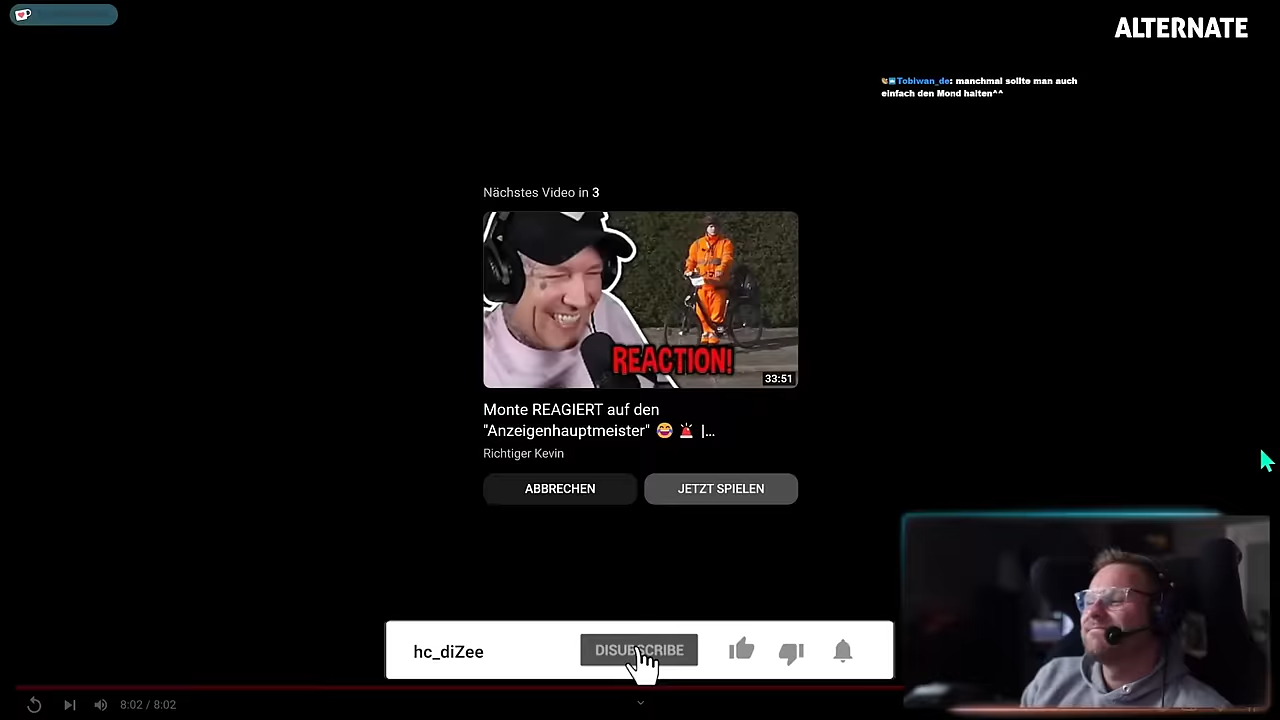 ALTERNATE
Tobiwan_de: manchmal sollte man auch
einfach den Mond halten^^
Nächstes Video in 3
REACTION!
33:51
Monte REAGIERT auf den
"Anzeigenhauptmeister" 😂 🚨 |...
Richtiger Kevin
ABBRECHEN
JETZT SPIELEN
hc_diZee
DISUBSCRIBE
8:02 / 8:02